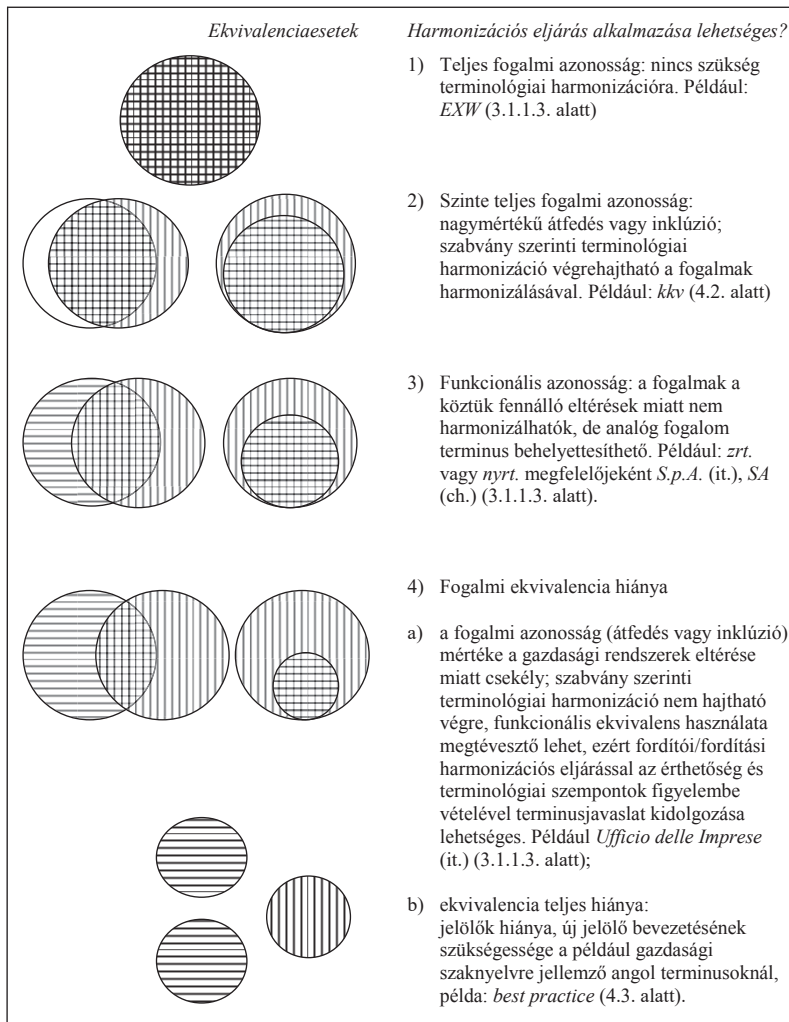 Ekvivalenciaesetek
Harmonizációs eljárás alkalmazása lehetséges?
1) Teljes fogalmi azonosság: nincs szükség
terminológiai harmonizációra. Például:
EXW (3.1.1.3. alatt)
2) Szinte teljes fogalmi azonosság:
nagymértékű átfedés vagy inklúzió;
szabvány szerinti terminológiai
harmonizáció végrehajtható a fogalmak
harmonizálásával. Például: kkv (4.2. alatt)
3) Funkcionális azonosság: a fogalmak a
köztük fennálló eltérések miatt nem
harmonizálhatók, de analóg fogalom
terminus behelyettesíthető. Például: zrt.
vagy nyrt. megfelelőjeként S.p.A. (it.), SA
(ch.) (3.1.1.3. alatt).
4) Fogalmi ekvivalencia hiánya
a) a fogalmi azonosság (átfedés vagy inklúzió)
mértéke a gazdasági rendszerek eltérése
miatt csekély; szabvány szerinti
terminológiai harmonizáció nem hajtható
végre, funkcionális ekvivalens használata
megtévesztő lehet, ezért fordítói/fordítási
harmonizációs eljárással az érthetőség és
terminológiai szempontok figyelembe
vételével terminusjavaslat kidolgozása
lehetséges. Például Ufficio delle Imprese
(it.) (3.1.1.3. alatt);
b) ekvivalencia teljes hiánya:
jelölők hiánya, új jelölő bevezetésének
szükségessége a például gazdasági
szaknyelvre jellemző angol terminusoknál,
példa: best practice (4.3. alatt).